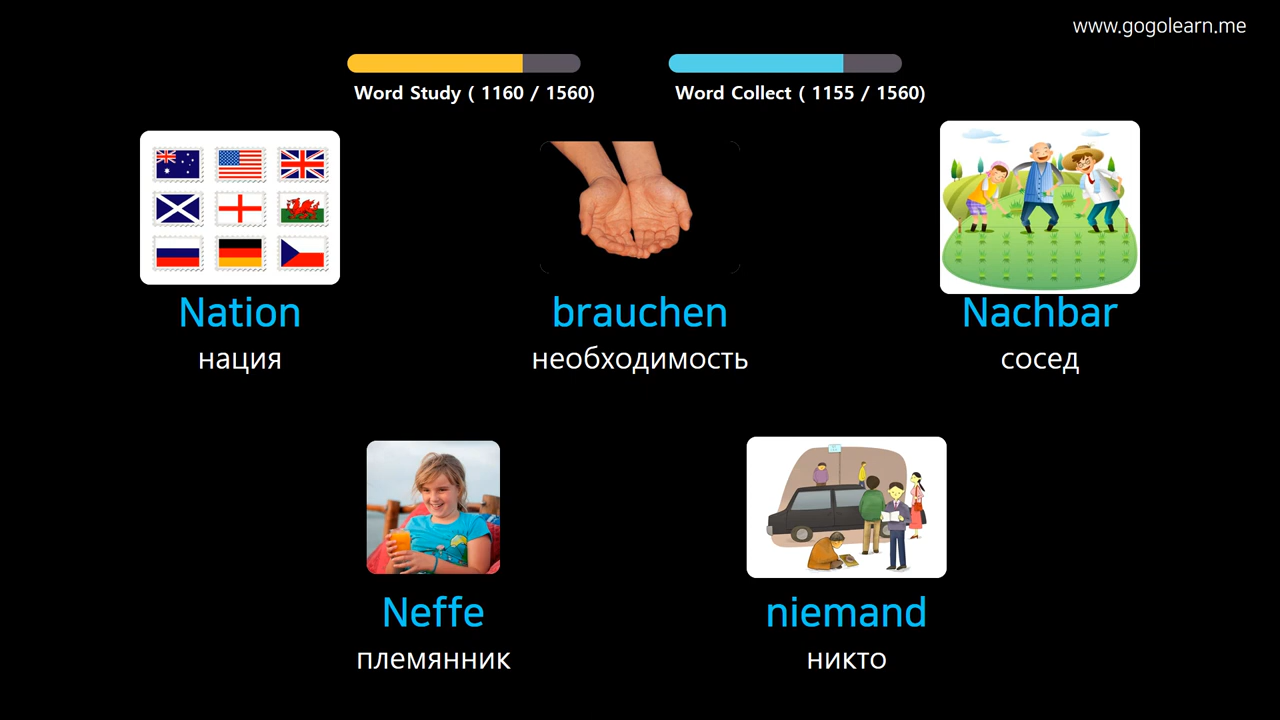 www.gogolearn.me
Word Study ( 1160 / 1560)
Word Collect ( 1155 / 1560)
Nation
нация
brauchen
необходимость
Nachbar
сосед
Neffe
племянник
niemand
никто